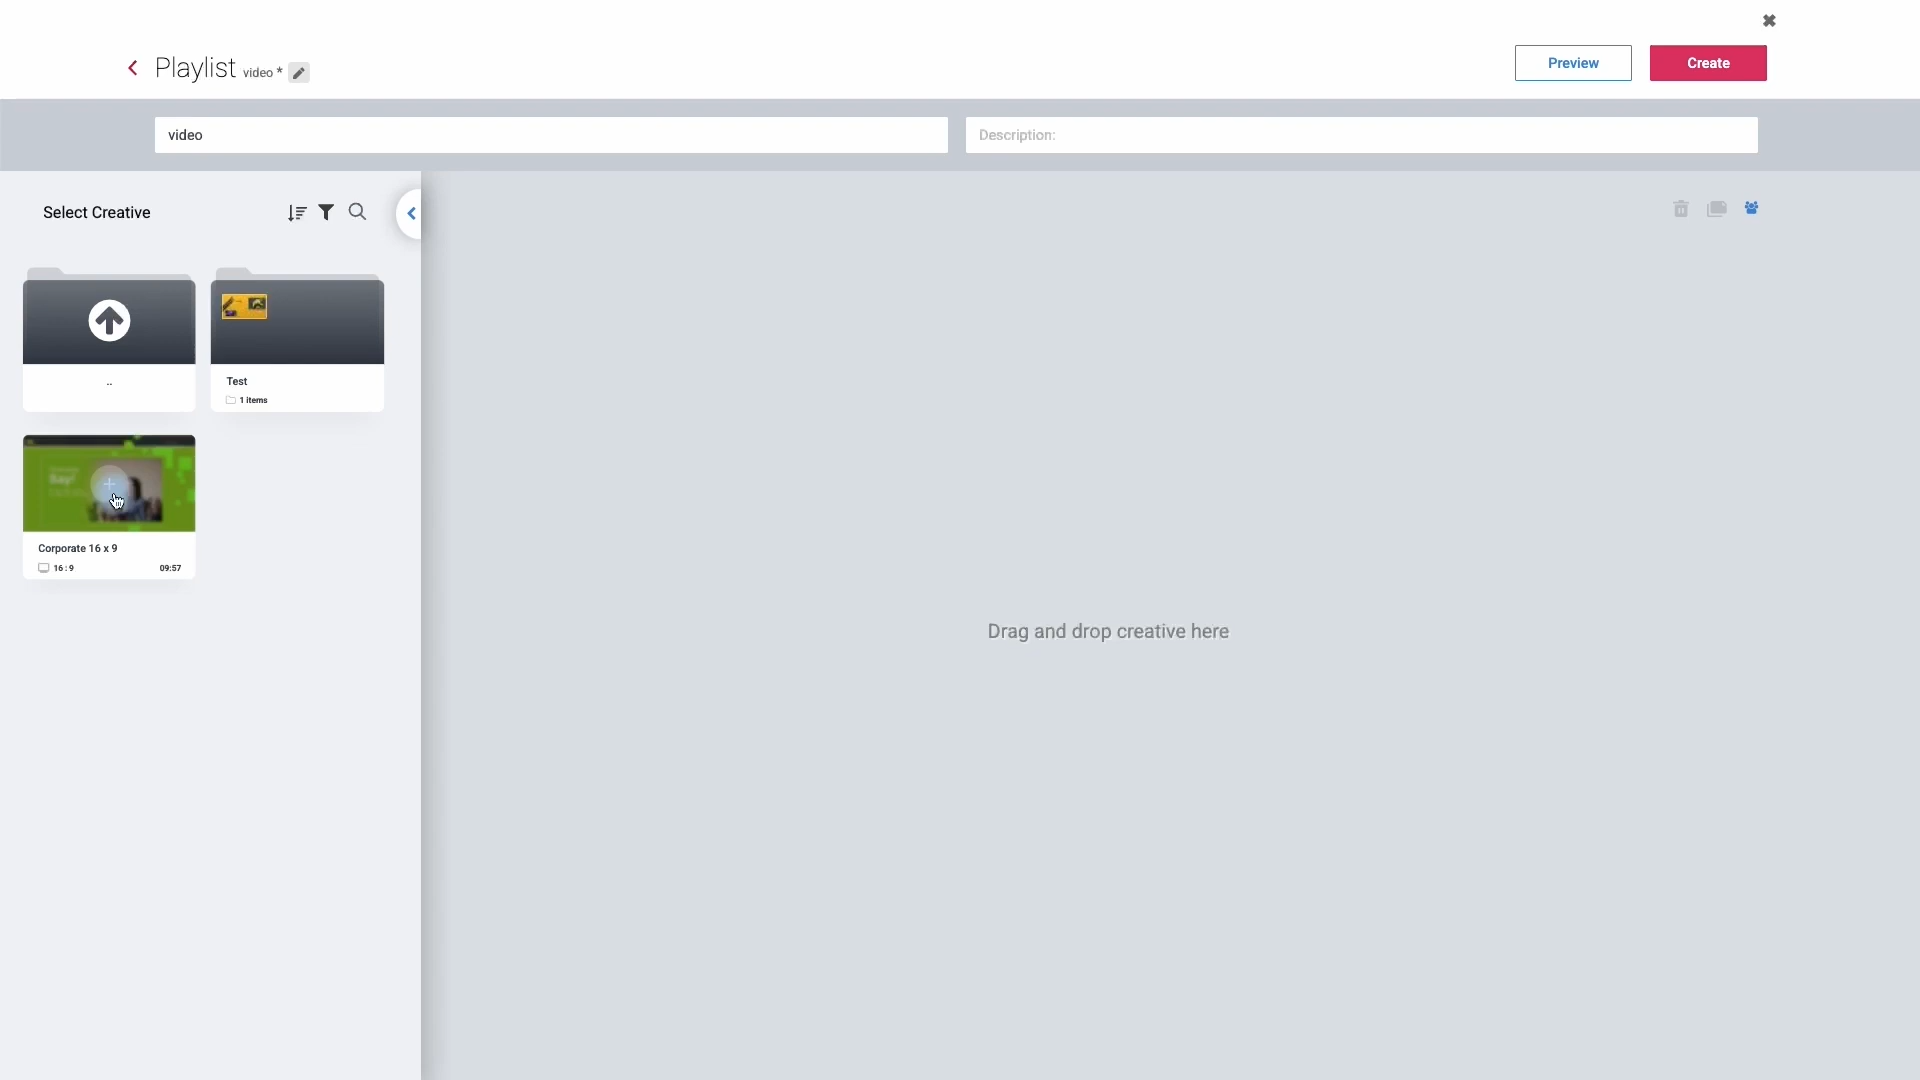 Playlist video *
Preview
Create
video
Description:
Select Creative
..
Test
1 items
Corporate 16 x 9
16 : 9
09:57
Drag and drop creative here